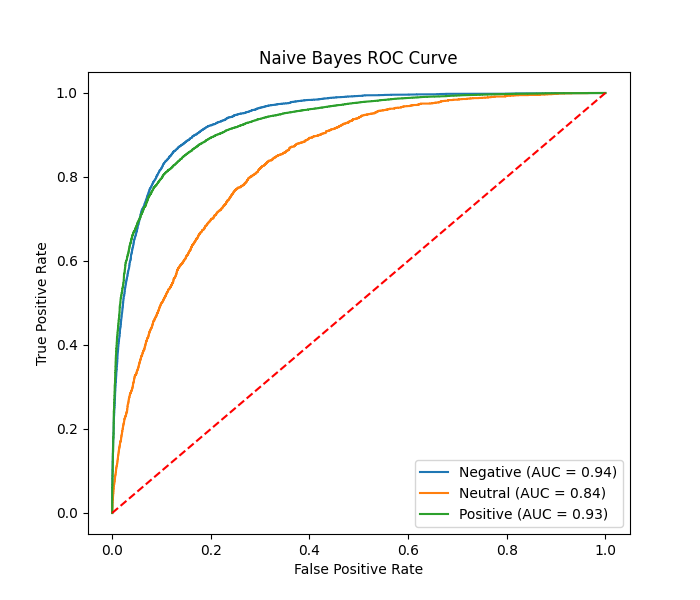 Naive Bayes ROC Curve
True Positive Rate
1.0
0.8
0.6
0.4
0.2
0.0
Negative (AUC = 0.94)
Neutral (AUC = 0.84)
Positive (AUC = 0.93)
0.0 0.2 0.4 0.6 0.8 1.0
False Positive Rate